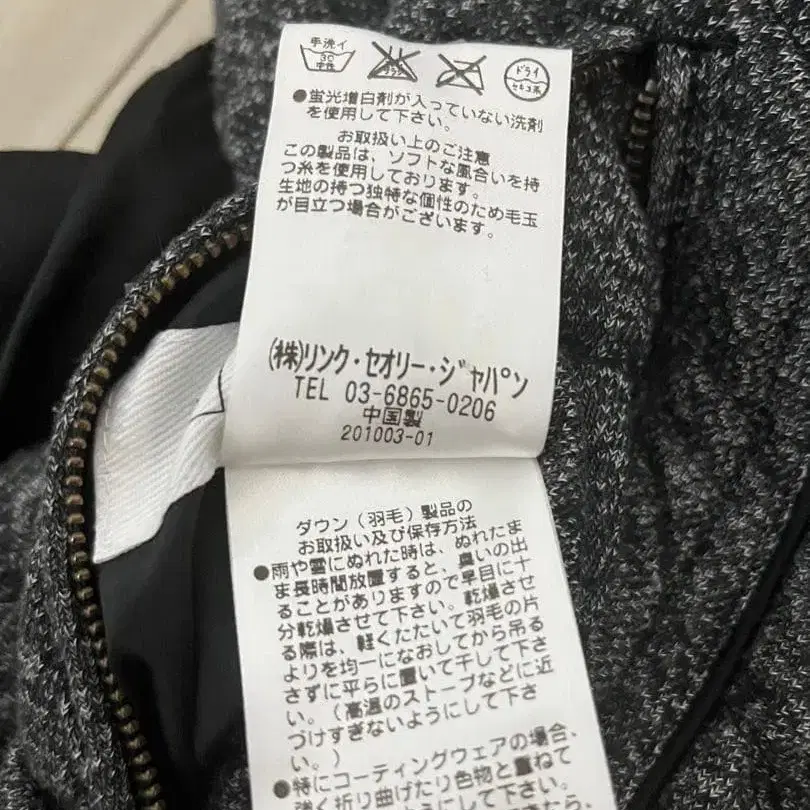 手洗イ
30
中性
ドライ
セキユ系
●蛍光増白剤が入っていない洗剤
を使用して下さい。
お取扱い上のご注意
この製品は、ソフトな風合いを持
つ糸を使用しております。
生地の持つ独特な個性のため毛玉
が目立つ場合がございます。
(株)リンク・セオリー・ジャパン
TEL 03-6865-0206
中国製
201003-01
ダウン(羽毛)製品の
お取扱い及び保存方法
●雨や雪にぬれた時は、ぬれたま
ま長時間放置すると、臭いの出
ることがありますので早目に十
分乾燥させて下さい。乾燥させ
る際は、軽くたたいて羽毛の片
よりを均一になおしてから吊る
さずに平らに置いて干して下さ
い。(高温のストーブなどに近
づけすぎないようにして下さ
い。)
●特にコーティングウェアの場合、
強く折り曲げたり色物と重ねて
ようにして下さい